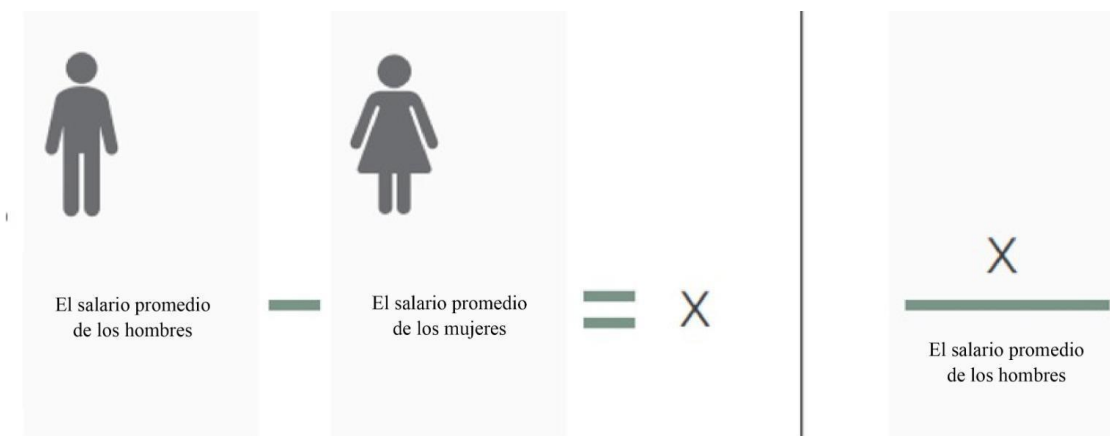 El salario promedio
de los hombres
El salario promedio
de los mujeres
X
X
El salario promedio
de los hombres